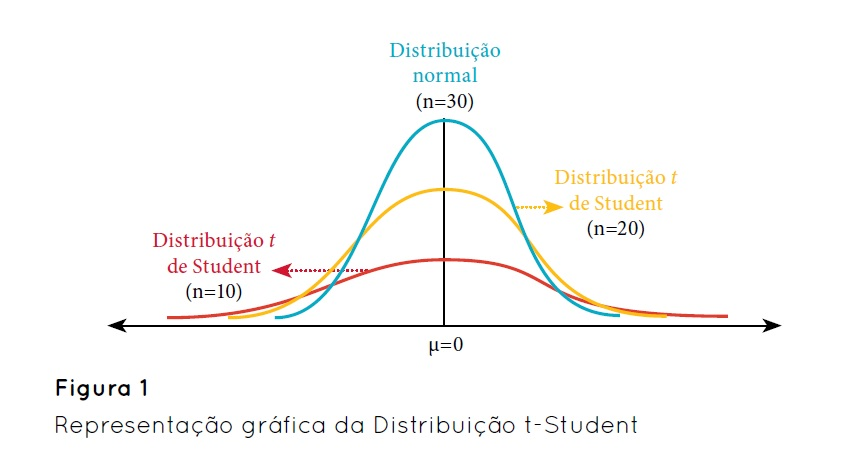 Distribuição
normal
(n=30)
Distribuição t
de Student
(n=20)
Distribuição t
de Student
(n=10)
μ=0
Figura 1
Representação gráfica da Distribuição t-Student